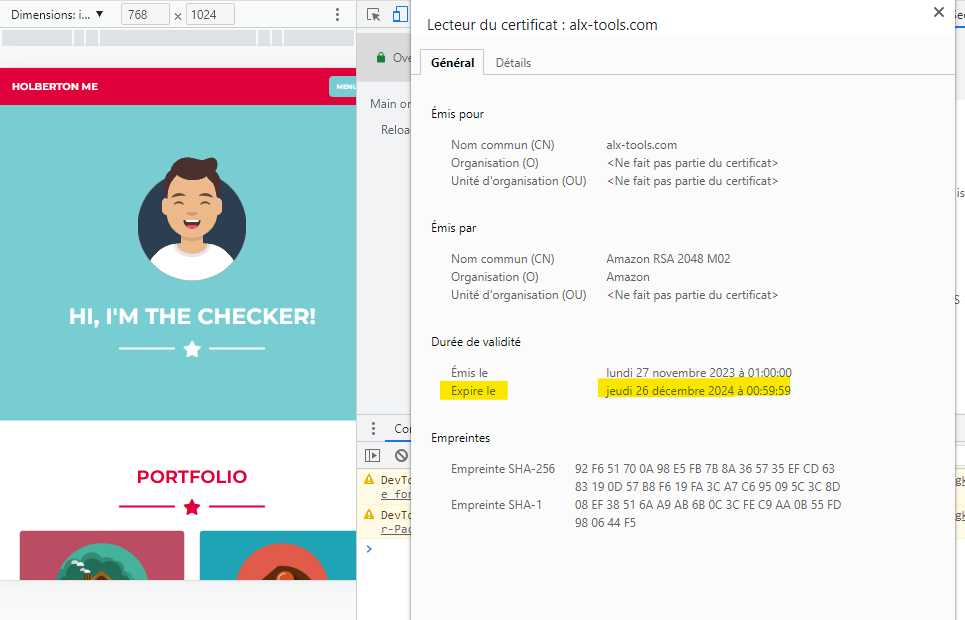 Dimensions: i... ▼ 768 × 1024
HOLBERTON ME
MENU
HI, I'M THE CHECKER!
PORTFOLIO
Main or
Reloa
DevTo
e for
DevTo
r-Pac
Lecteur du certificat : alx-tools.com
Général Détails
Émis pour
Nom commun (CN) alx-tools.com
Organisation (O) <Ne fait pas partie du certificat>
Unité d'organisation (OU) <Ne fait pas partie du certificat>
Émis par
Nom commun (CN) Amazon RSA 2048 M02
Organisation (O) Amazon
Unité d'organisation (OU) <Ne fait pas partie du certificat>
Durée de validité
Émis le lundi 27 novembre 2023 à 01:00:00
Expire le jeudi 26 décembre 2024 à 00:59:59
Empreintes
Empreinte SHA-256 92 F6 51 70 0A 98 E5 FB 7B 8A 36 57 35 EF CD 63
83 19 0D 57 B8 F6 19 FA 3C A7 C6 95 09 5C 3C 8D
Empreinte SHA-1 08 EF 38 51 6A A9 AB 6B 0C 3C FE C9 AA 0B 55 FD
98 06 44 F5